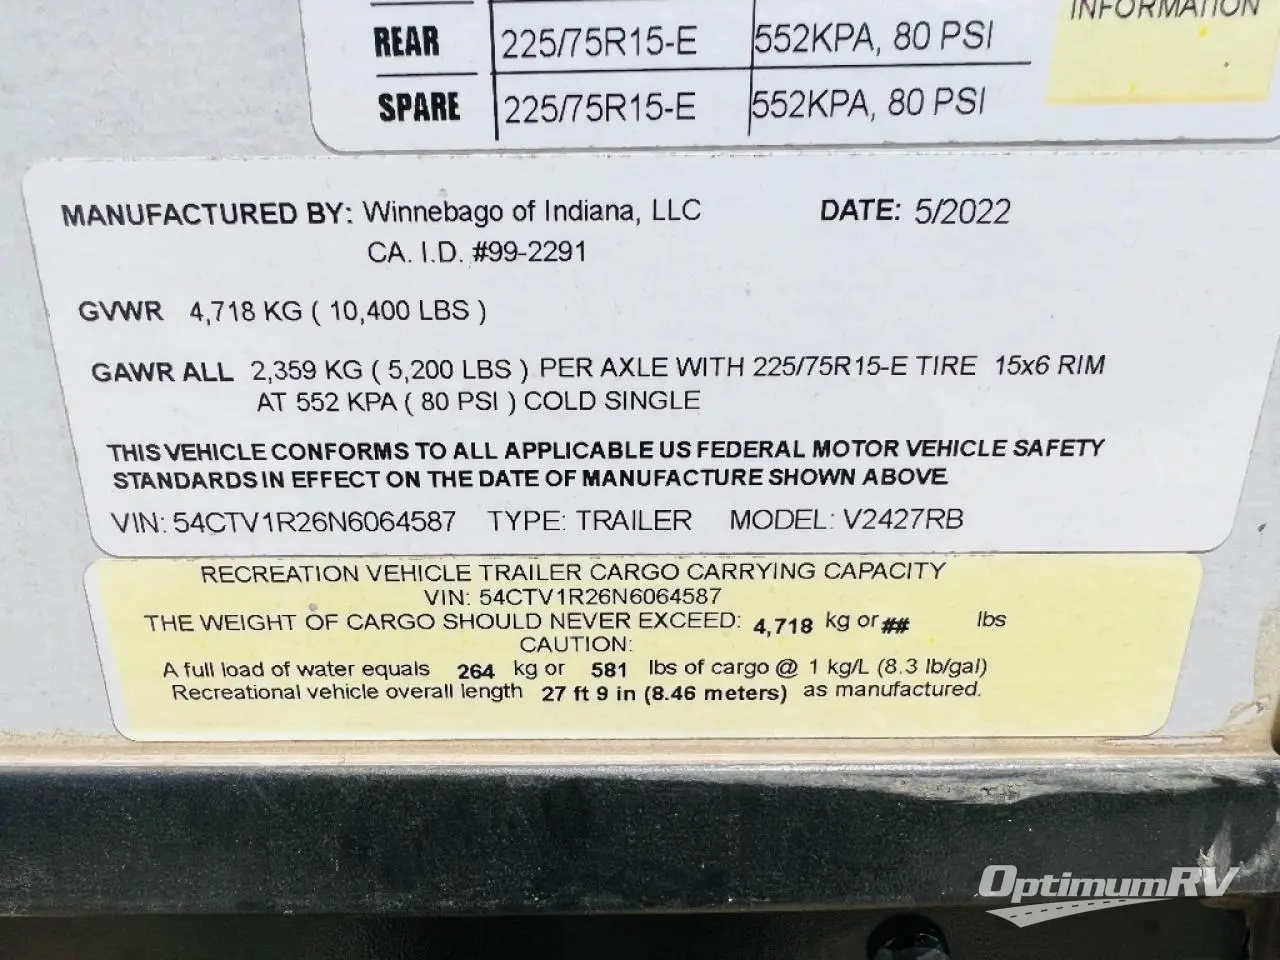 INFORMATION
REAR 225/75R15-E 552KPA, 80 PSI
SPARE 225/75R15-E 552KPA, 80 PSI
MANUFACTURED BY: Winnebago of Indiana, LLC DATE: 5/2022
CA. I.D. #99-2291
GVWR 4,718 KG ( 10,400 LBS )
GAWR ALL 2,359 KG ( 5,200 LBS ) PER AXLE WITH 225/75R15-E TIRE 15x6 RIM
AT 552 KPA ( 80 PSI ) COLD SINGLE
THIS VEHICLE CONFORMS TO ALL APPLICABLE US FEDERAL MOTOR VEHICLE SAFETY
STANDARDS IN EFFECT ON THE DATE OF MANUFACTURE SHOWN ABOVE
VIN: 54CTV1R26N6064587 TYPE: TRAILER MODEL: V2427RB
RECREATION VEHICLE TRAILER CARGO CARRYING CAPACITY
VIN: 54CTV1R26N6064587
THE WEIGHT OF CARGO SHOULD NEVER EXCEED: 4,718 kg or ## lbs
CAUTION:
A full load of water equals 264 kg or 581 lbs of cargo @ 1 kg/L (8.3 lb/gal)
Recreational vehicle overall length 27 ft 9 in (8.46 meters) as manufactured.
OptimumRV